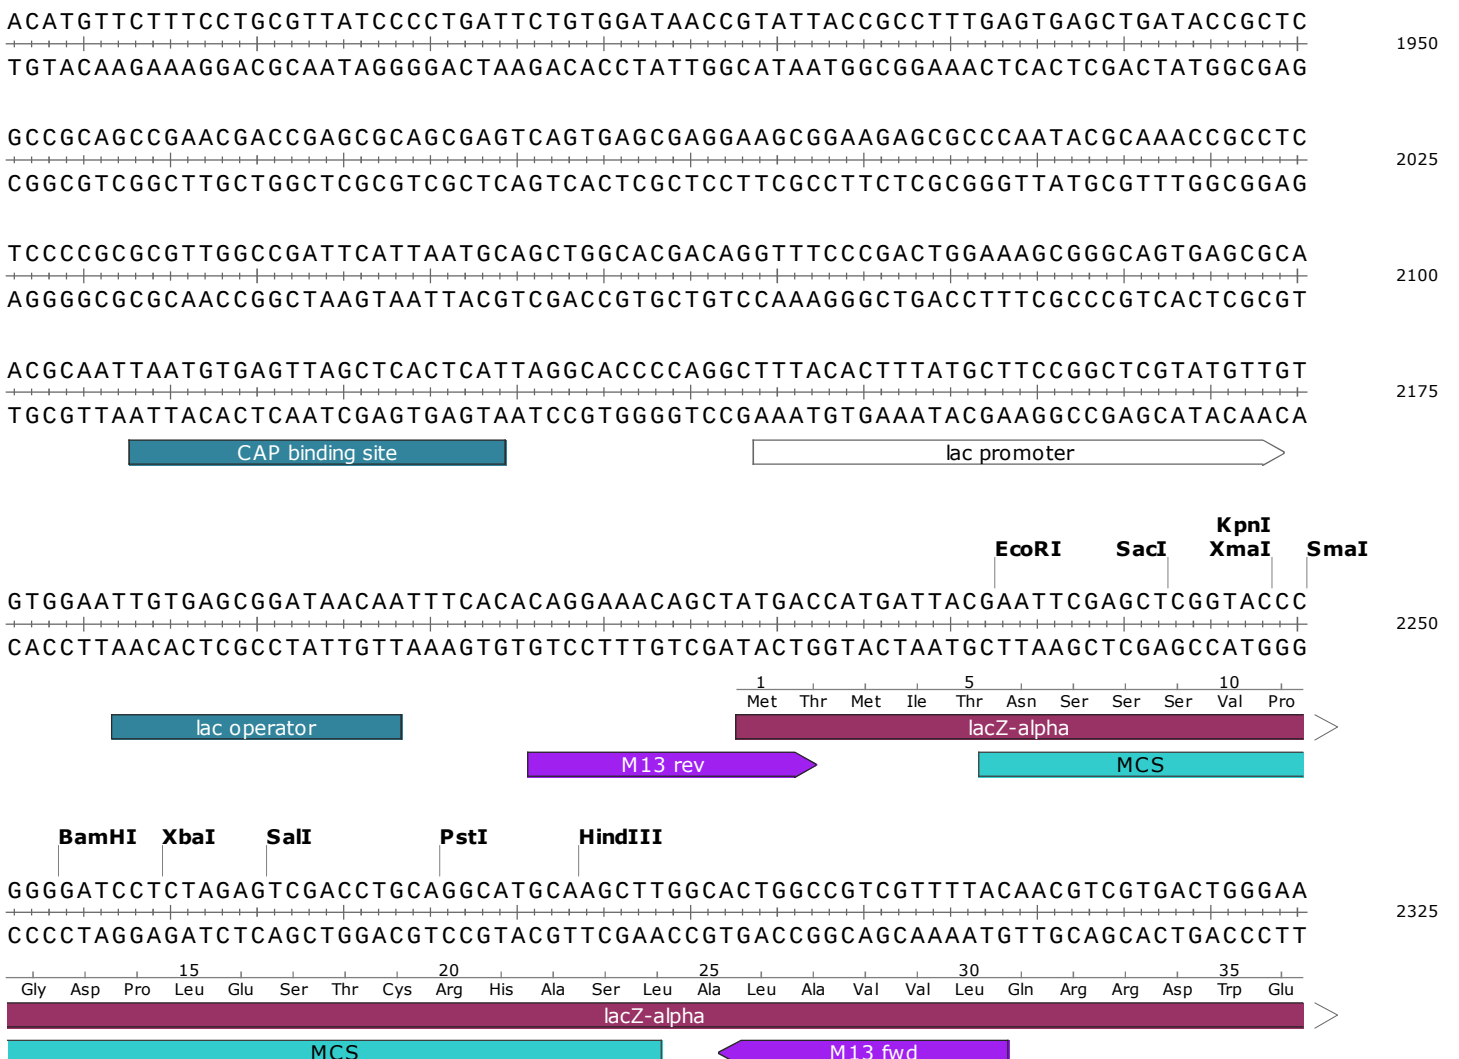 ACATGTTCTTTCCTGCGTTATCCCCTGATTCTGTGGATAACCGTATTACCGCCTTTGAGTGAGCTGATACCGCTC
1950
TGTACAAGAAAGGACGCAATAGGGGACTAAGACACCTATTGGCATAATGGCGGAAACTCACTCGACTATGGCGAG
GCCGCAGCCGAACGACCGAGCGCAGCGAGTCAGTGAGCGAGGAAGCGGAAGAGCGCCCAATACGCAAACCGCCTC
2025
CGGCGTCGGCTTGCTGGCTCGCGTCGCTCAGTCACTCGCTCCTTCGCCTTCTCGCGGGTTATGCGTTTGGCGGAG
TCCCCGCGCGTTGGCCGATTCATTAATGCAGCTGGCACGACAGGTTTCCCGACTGGAAAGCGGGCAGTGAGCGCA
2100
AGGGGCGCGCAACCGGCTAAGTAATTACGTCGACCGTGCTGTCCAAAGGGCTGACCTTTCGCCCGTCACTCGCGT
ACGCAATTAATGTGAGTTAGCTCACTCATTAGGCACCCCAGGCTTTACACTTTATGCTTCCGGCTCGTATGTTGT
2175
TGCGTTAATTACACTCAATCGAGTGAGTAATCCGTGGGGTCCGAAATGTGAAATACGAAGGCCGAGCATACAACA
CAP binding site lac promoter
KpnI
EcoRI SacI XmaI SmaI
GTGGAATTGTGAGCGGATAACAATTTCACACAGGAAACAGCTATGACCATGATTACGAATTCGAGCTCGGTACCC
2250
CACCTTAACACTCGCCTATTGTTAAAGTGTGTCCTTTGTCGATACTGGTACTAATGCTTAAGCTCGAGCCATGGG
1 5 10
Met Thr Met Ile Thr Asn Ser Ser Ser Val Pro
lac operator lacZ-alpha
M13 rev MCS
BamHI XbaI SalI PstI HindIII
GGGGATCCTCTAGAGTCGACCTGCAGGCATGCAAGCTTGGCACTGGCCGTCGTTTTACAACGTCGTGACTGGGAA
2325
CCCCTAGGAGATCTCAGCTGGACGTCCGTACGTTCGAACCGTGACCGGCAGCAAAATGTTGCAGCACTGACCCTT
15 20 25 30 35
Gly Asp Pro Leu Glu Ser Thr Cys Arg His Ala Ser Leu Ala Leu Ala Val Val Leu Gln Arg Arg Asp Trp Glu
lacZ-alpha
MCS M13 fwd